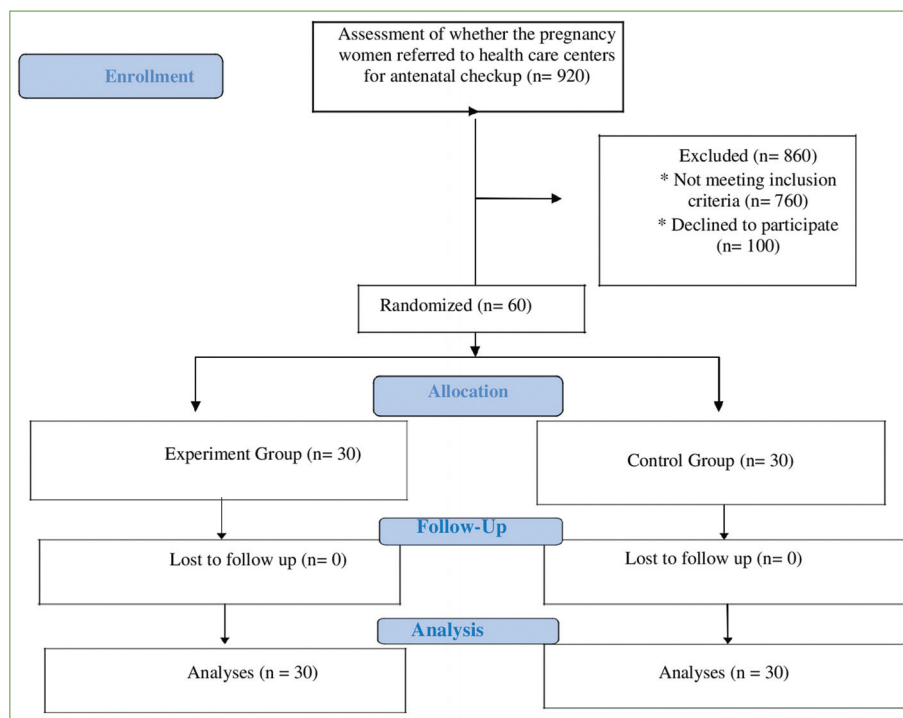 Assessment of whether the pregnancy
women referred to health care centers
for antenatal checkup (n= 920)
Enrollment
Excluded (n= 860)
* Not meeting inclusion
criteria (n= 760)
* Declined to participate
(n= 100)
Randomized (n= 60)
Allocation
Experiment Group (n= 30)
Control Group (n= 30)
Follow-Up
Lost to follow up (n= 0)
Lost to follow up (n= 0)
Analysis
Analyses (n = 30)
Analyses (n = 30)